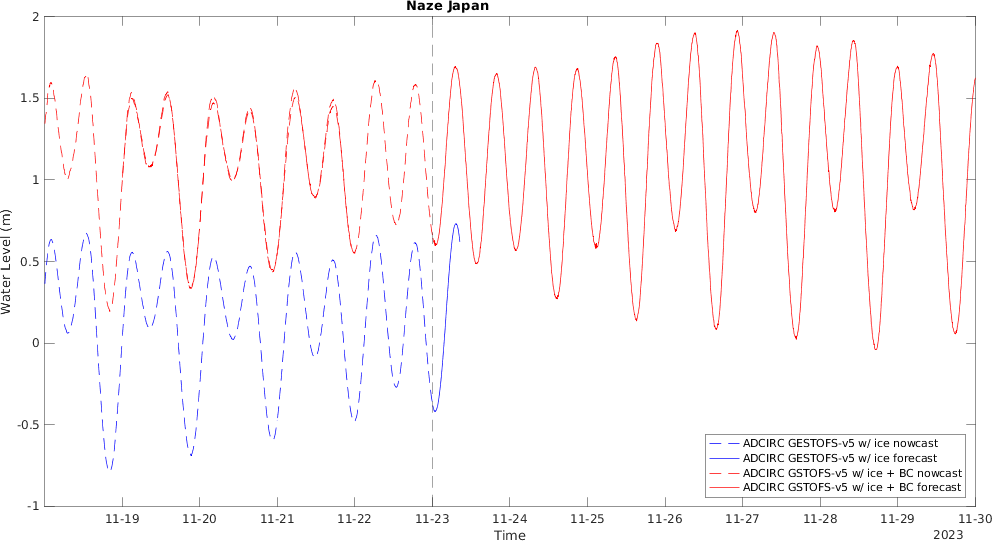 Naze Japan
Water Level (m)
2
1.5
1
0.5
0
-0.5
-1
11-19 11-20 11-21 11-22 11-23 11-24 11-25 11-26 11-27 11-28 11-29 11-30
Time
2023
ADCIRC GESTOFS-v5 w/ ice nowcast
ADCIRC GESTOFS-v5 w/ ice forecast
ADCIRC GSTOFS-v5 w/ ice + BC nowcast
ADCIRC GSTOFS-v5 w/ ice + BC forecast